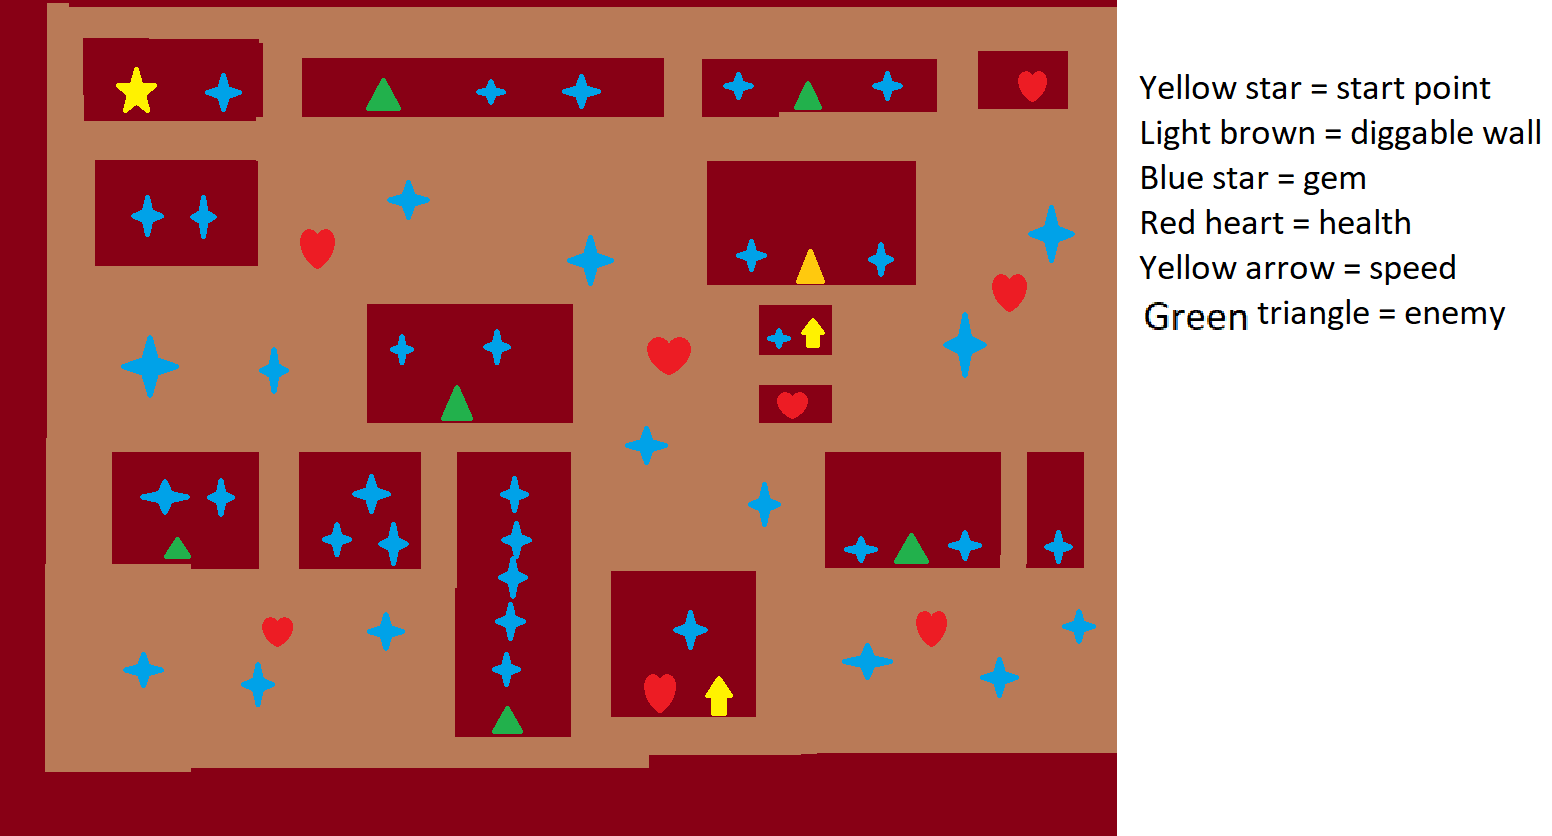 Yellow star = start point
Light brown = diggable wall
Blue star = gem
Red heart = health
Yellow arrow = speed
Green triangle = enemy